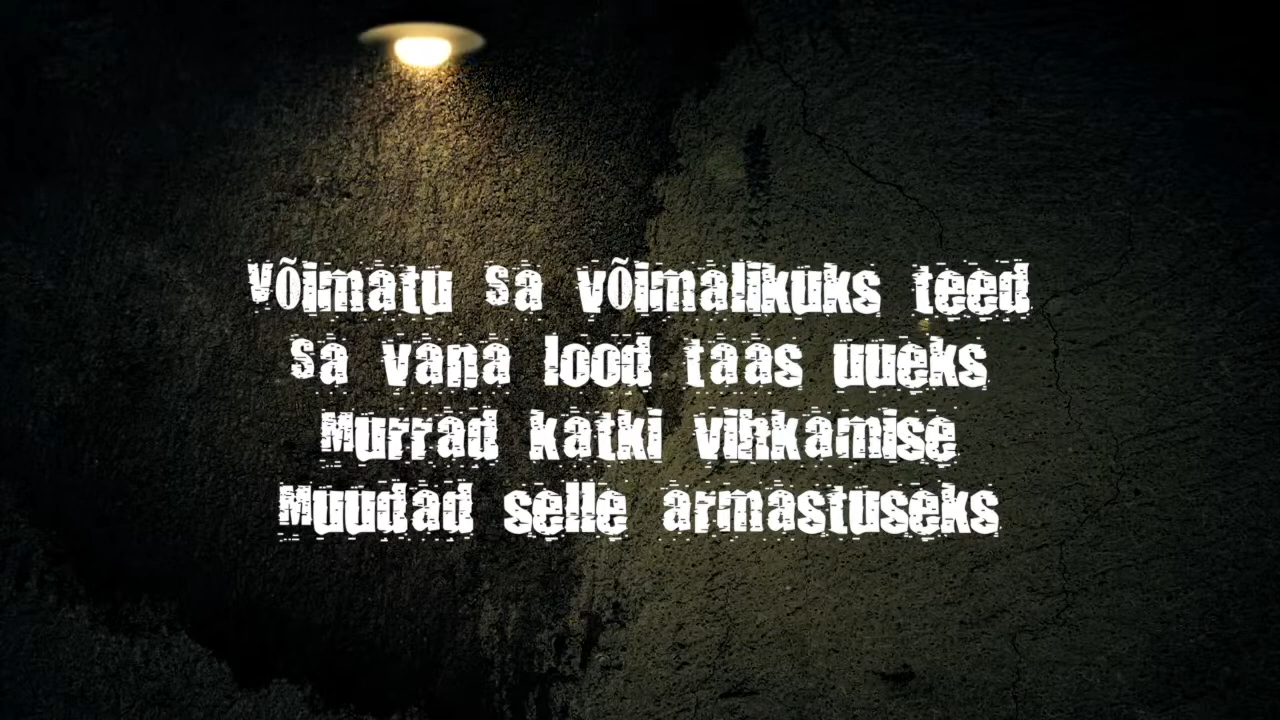 Võimatu sa võimalikuks teed
Sa vana lood taas uueks
Murrad katki vihkamise
Muudad selle armastuseks